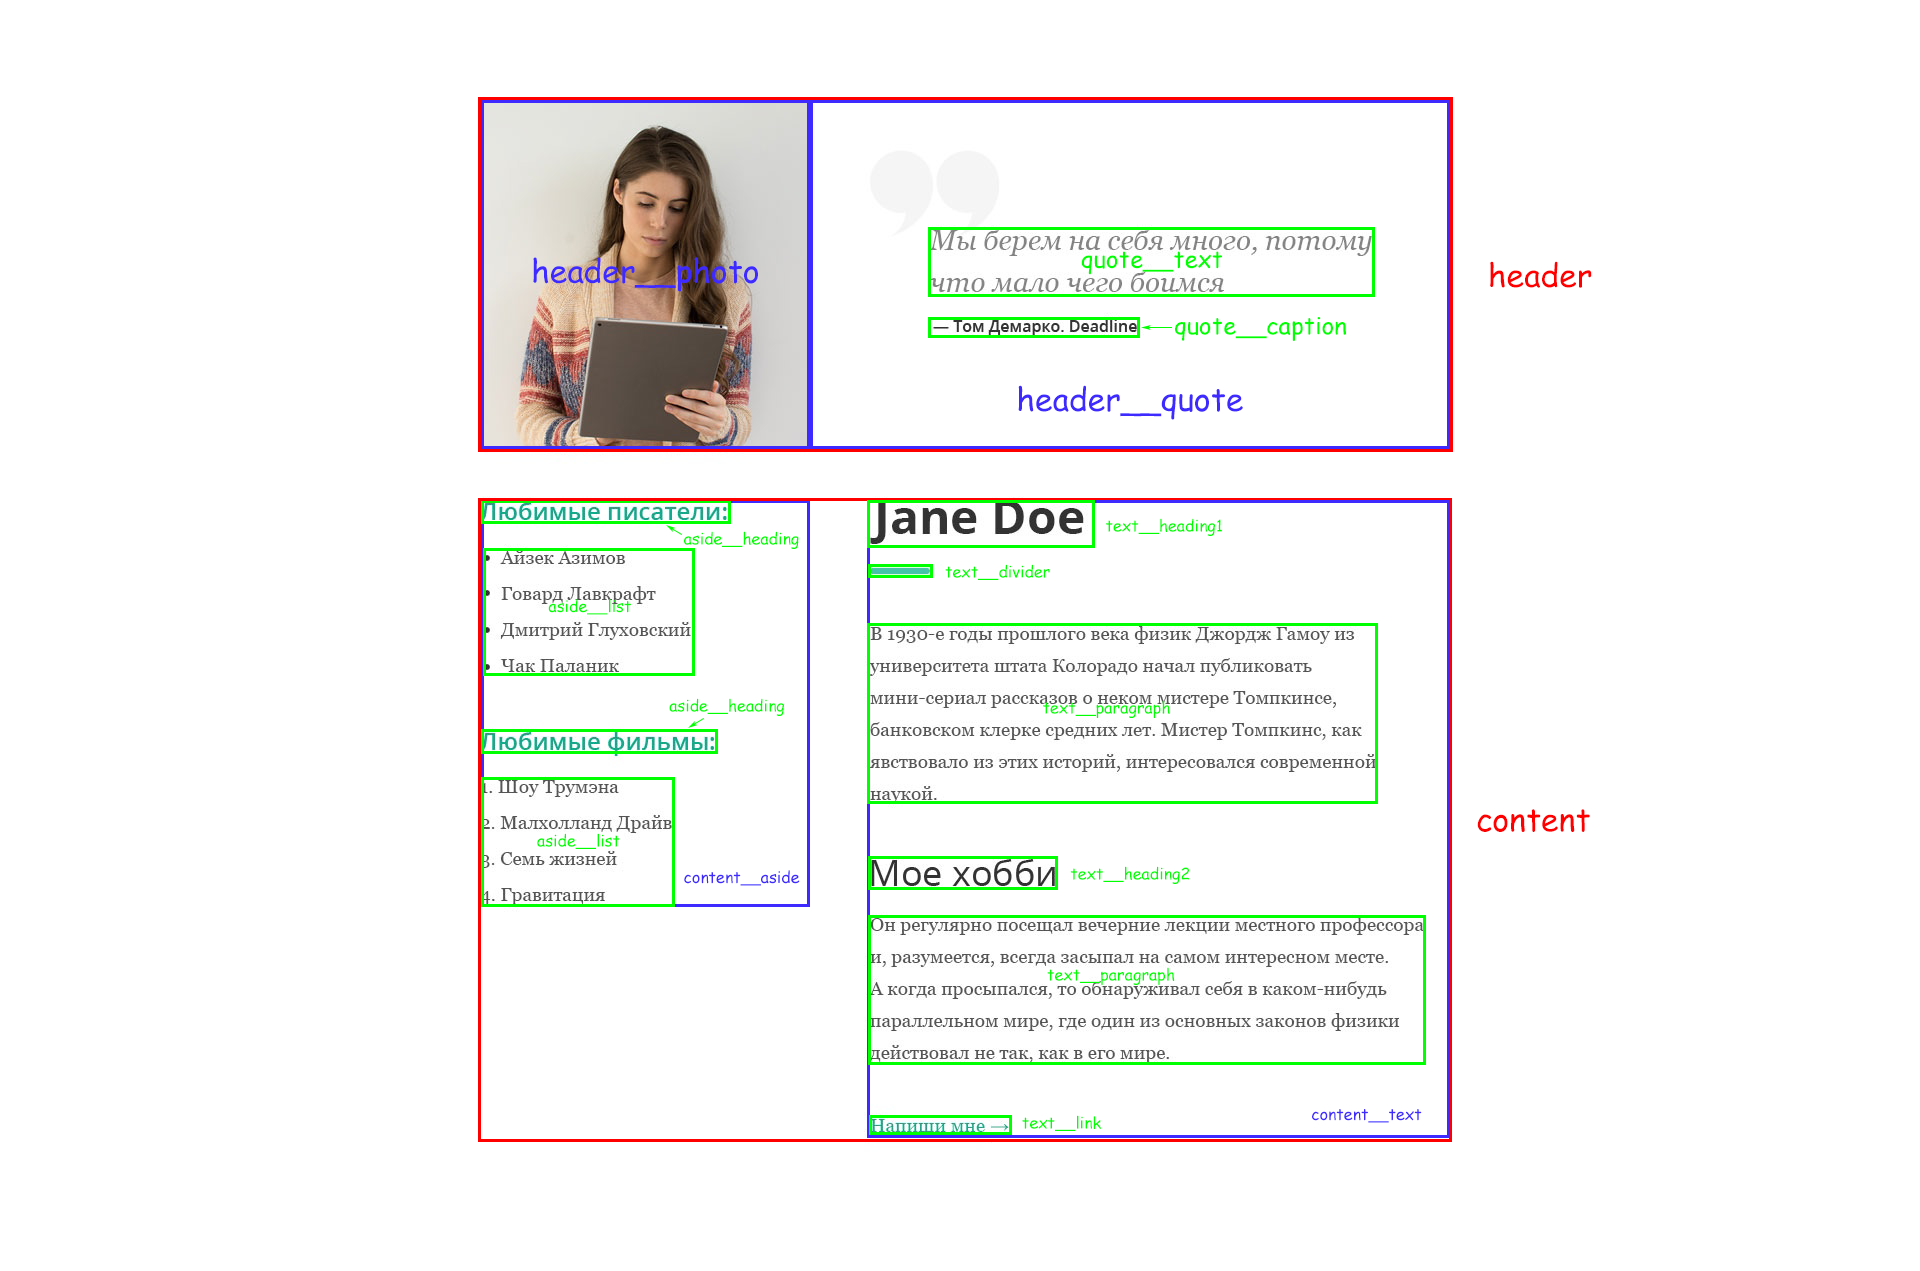 header__photo
Мы берем на себя много, потому
quote__text
что мало чего боимся
— Том Демарко. Deadline
quote__caption
header__quote
header
Любимые писатели:
aside__heading
Айзек Азимов
Говард Лавкрафт
aside__list
Дмитрий Глуховский
Чак Паланик
aside__heading
Любимые фильмы:
1. Шоу Трумэна
2. Малхолланд Драйв
aside__list
3. Семь жизней
4. Гравитация
content__aside
Jane Doe
text__heading1
text__divider
В 1930-е годы прошлого века физик Джордж Гамоу из
университета штата Колорадо начал публиковать
мини-сериал рассказов о неком мистере Томпкинсе,
text__paragraph
банковском клерке средних лет. Мистер Томпкинс, как
явствовало из этих историй, интересовался современной
наукой.
Мое хобби
text__heading2
Он регулярно посещал вечерние лекции местного профессора
и, разумеется, всегда засыпал на самом интересном месте.
text__paragraph
А когда просыпался, то обнаруживал себя в каком-нибудь
параллельном мире, где один из основных законов физики
действовал не так, как в его мире.
Напиши мне →
text__link
content__text
content